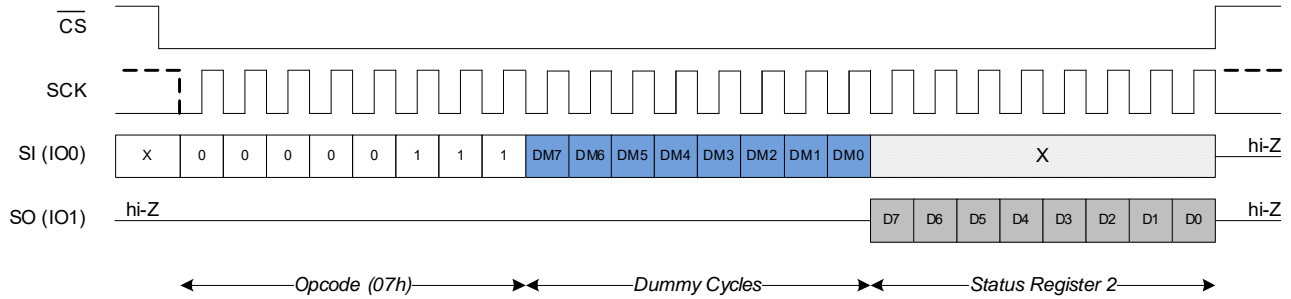 CS
SCK
SI (IO0) X 0 0 0 0 0 1 1 1 DM7 DM6 DM5 DM4 DM3 DM2 DM1 DM0 X hi-Z
SO (IO1) hi-Z D7 D6 D5 D4 D3 D2 D1 D0 hi-Z
Opcode (07h) Dummy Cycles Status Register 2